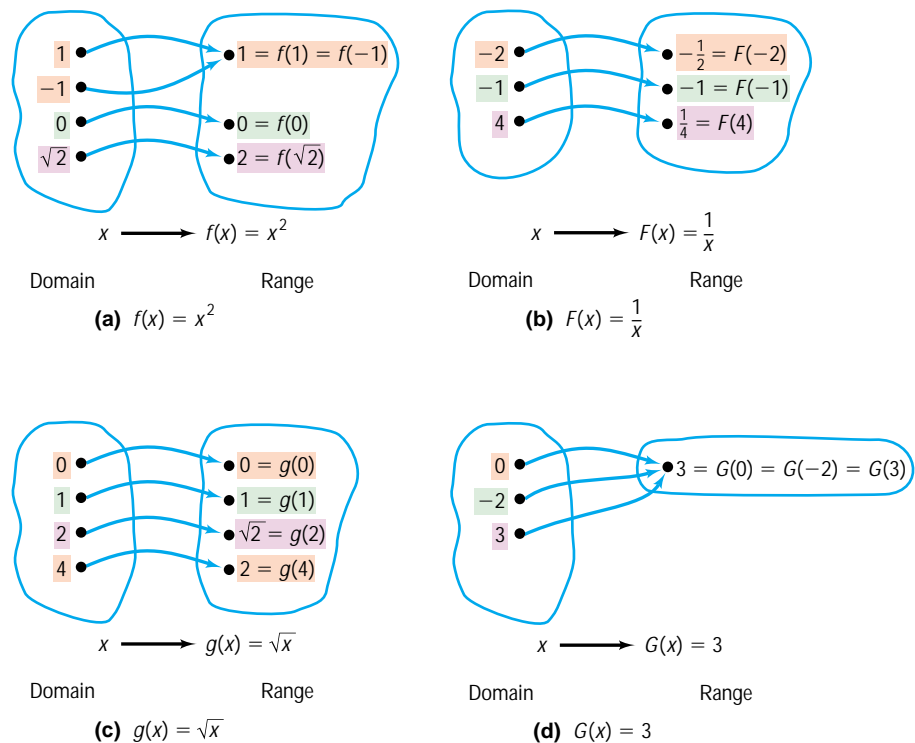 1
1 = f(1) = f(−1)
−1
0
0 = f(0)
√2
2 = f(√2)
x
f(x) = x²
Domain
Range
(a) f(x) = x²
−2
−1/2 = F(−2)
−1
−1 = F(−1)
4
1/4 = F(4)
x
F(x) = 1/x
Domain
Range
(b) F(x) = 1/x
0
0 = g(0)
1
1 = g(1)
2
√2 = g(2)
4
2 = g(4)
x
g(x) = √x
Domain
Range
(c) g(x) = √x
0
3 = G(0) = G(−2) = G(3)
−2
3
x
G(x) = 3
Domain
Range
(d) G(x) = 3